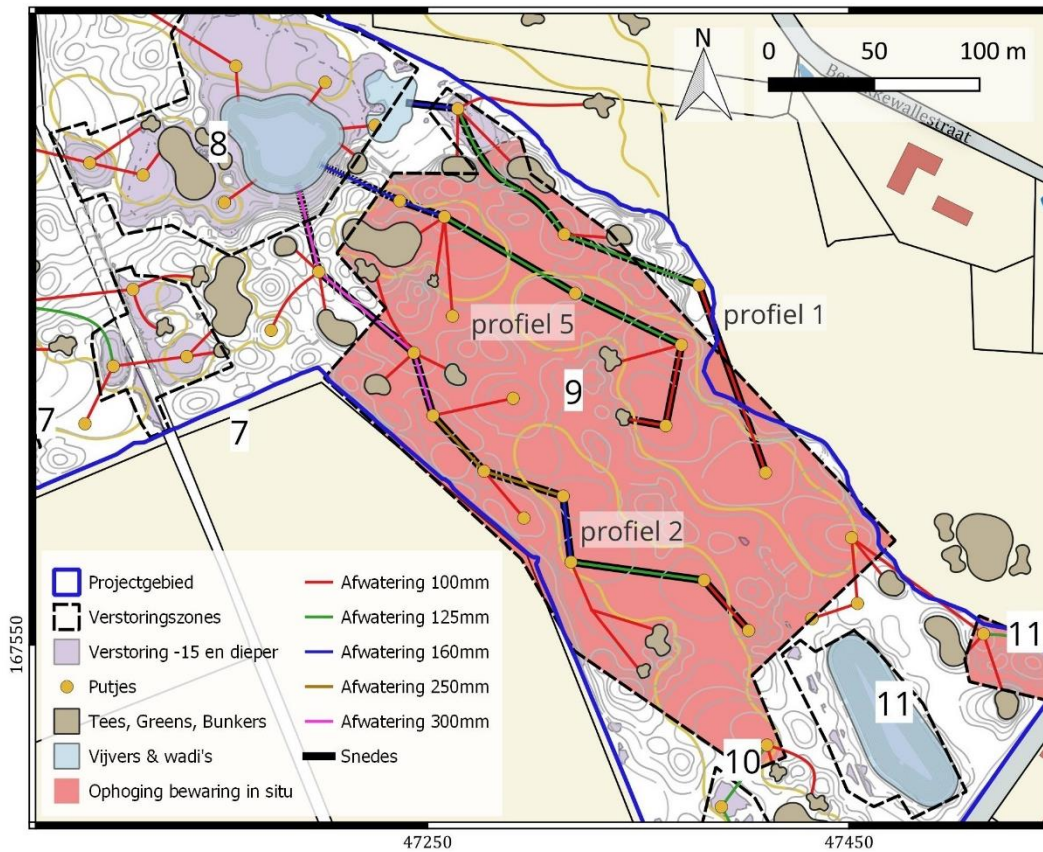 N
0 50 100 m
kkewallestraat
8
profiel 5
profiel 1
9
7
7
profiel 2
11
11
10
Projectgebied
Verstoringszones
Verstoring -15 en dieper
Putjes
Tees, Greens, Bunkers
Vijvers & wadi's
Ophoging bewaring in situ
Afwatering 100mm
Afwatering 125mm
Afwatering 160mm
Afwatering 250mm
Afwatering 300mm
Snedes
167550
47250
47450